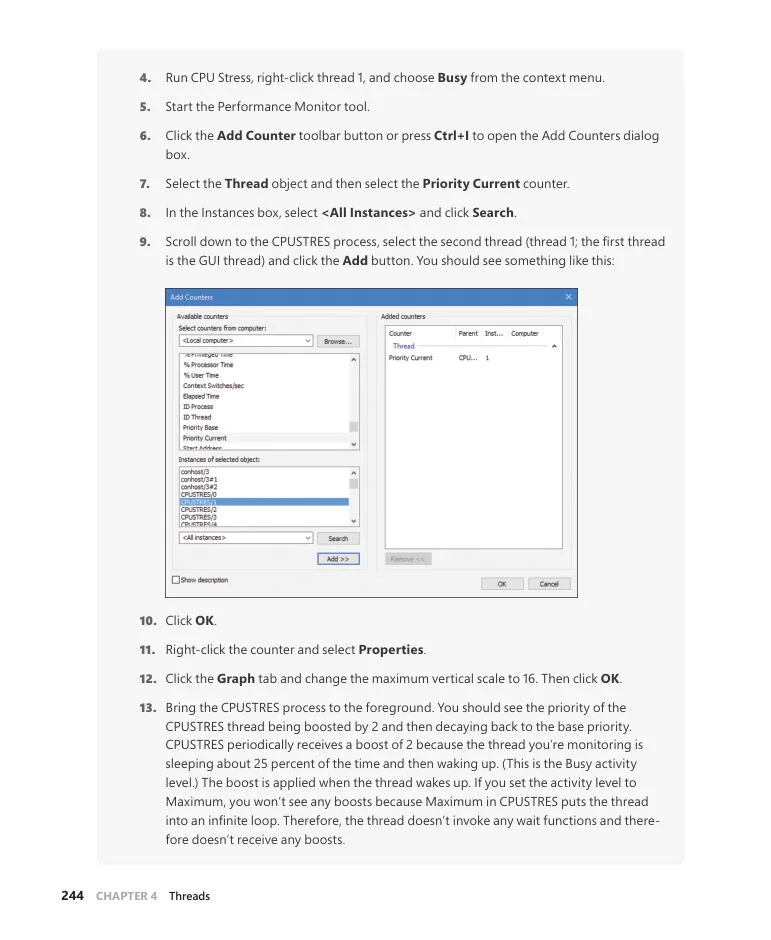 4. Run CPU Stress, right-click thread 1, and choose Busy from the context menu.
5. Start the Performance Monitor tool.
6. Click the Add Counter toolbar button or press Ctrl+I to open the Add Counters dialog
box.
7. Select the Thread object and then select the Priority Current counter.
8. In the Instances box, select <All Instances> and click Search.
9. Scroll down to the CPUSTRES process, select the second thread (thread 1; the first thread
is the GUI thread) and click the Add button. You should see something like this:
Add Counters
Available counters
Select counters from computer:
<Local computer>
Browse...
% Privileged Time
% Processor Time
% User Time
Context Switches/sec
Elapsed Time
ID Process
ID Thread
Priority Base
Priority Current
Start Address
Instances of selected object:
conhost/3
conhost/3#1
conhost/3#2
CPUSTRES/0
CPUSTRES/1
CPUSTRES/2
CPUSTRES/3
CPUSTRES/4
<All instances>
Search
Add >>
Show description
Added counters
Counter Parent Inst... Computer
Thread
Priority Current CPU... 1
Remove <<
OK
Cancel
10. Click OK.
11. Right-click the counter and select Properties.
12. Click the Graph tab and change the maximum vertical scale to 16. Then click OK.
13. Bring the CPUSTRES process to the foreground. You should see the priority of the
CPUSTRES thread being boosted by 2 and then decaying back to the base priority.
CPUSTRES periodically receives a boost of 2 because the thread you're monitoring is
sleeping about 25 percent of the time and then waking up. (This is the Busy activity
level.) The boost is applied when the thread wakes up. If you set the activity level to
Maximum, you won't see any boosts because Maximum in CPUSTRES puts the thread
into an infinite loop. Therefore, the thread doesn't invoke any wait functions and there-
fore doesn't receive any boosts.
244 CHAPTER 4 Threads